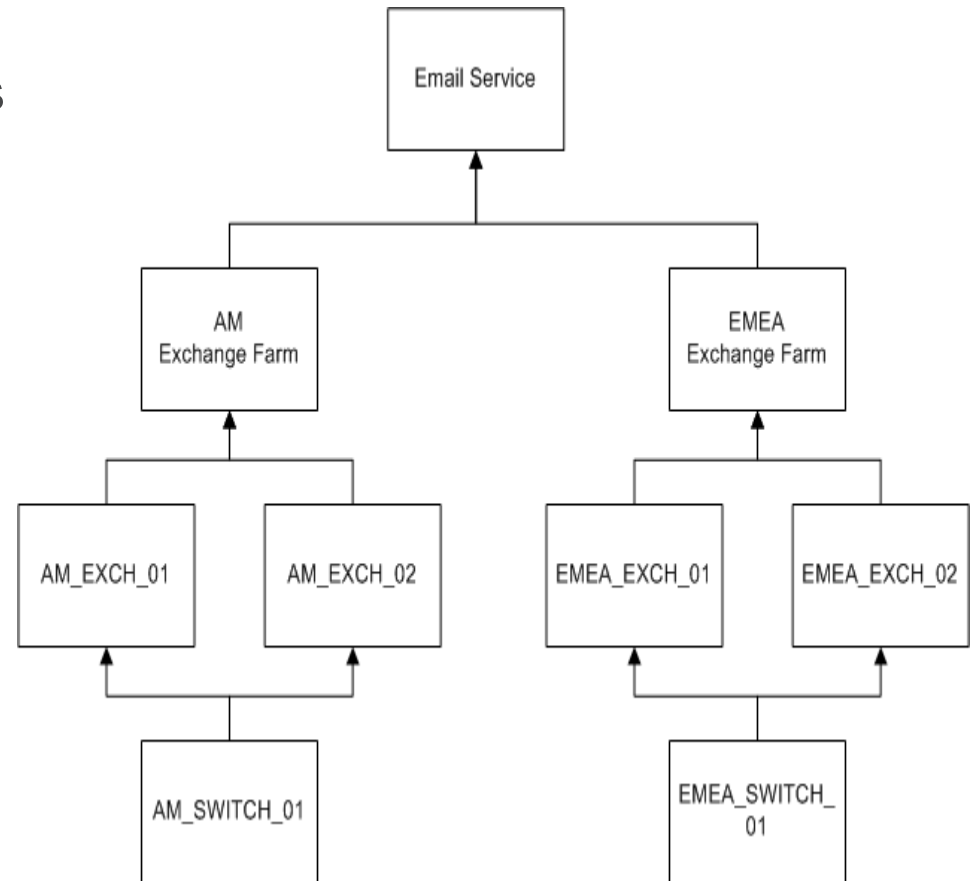 s
Email Service
AM
Exchange Farm
EMEA
Exchange Farm
AM_EXCH_01
AM_EXCH_02
EMEA_EXCH_01
EMEA_EXCH_02
AM_SWITCH_01
EMEA_SWITCH_
01